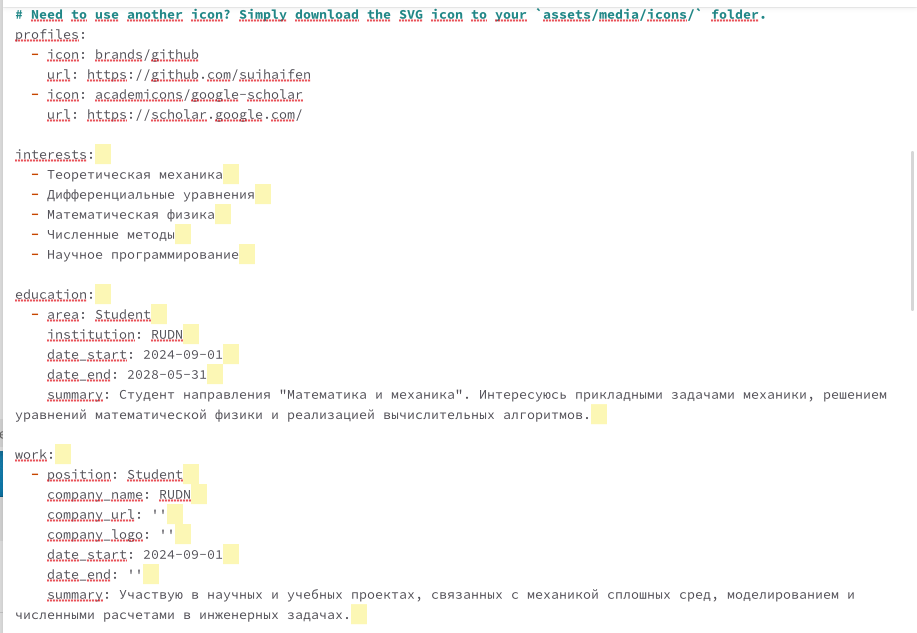 # Need to use another icon? Simply download the SVG icon to your `assets/media/icons/` folder.
profiles:
  - icon: brands/github
    url: https://github.com/suihaifen
  - icon: academicons/google-scholar
    url: https://scholar.google.com/

interests:
  - Теоретическая механика
  - Дифференциальные уравнения
  - Математическая физика
  - Численные методы
  - Научное программирование

education:
  - area: Student
    institution: RUDN
    date_start: 2024-09-01
    date_end: 2028-05-31
    summary: Студент направления "Математика и механика". Интересуюсь прикладными задачами механики, решением
уравнений математической физики и реализацией вычислительных алгоритмов.

work:
  - position: Student
    company_name: RUDN
    company_url: ''
    company_logo: ''
    date_start: 2024-09-01
    date_end: ''
    summary: Участвую в научных и учебных проектах, связанных с механикой сплошных сред, моделированием и
численными расчетами в инженерных задачах.